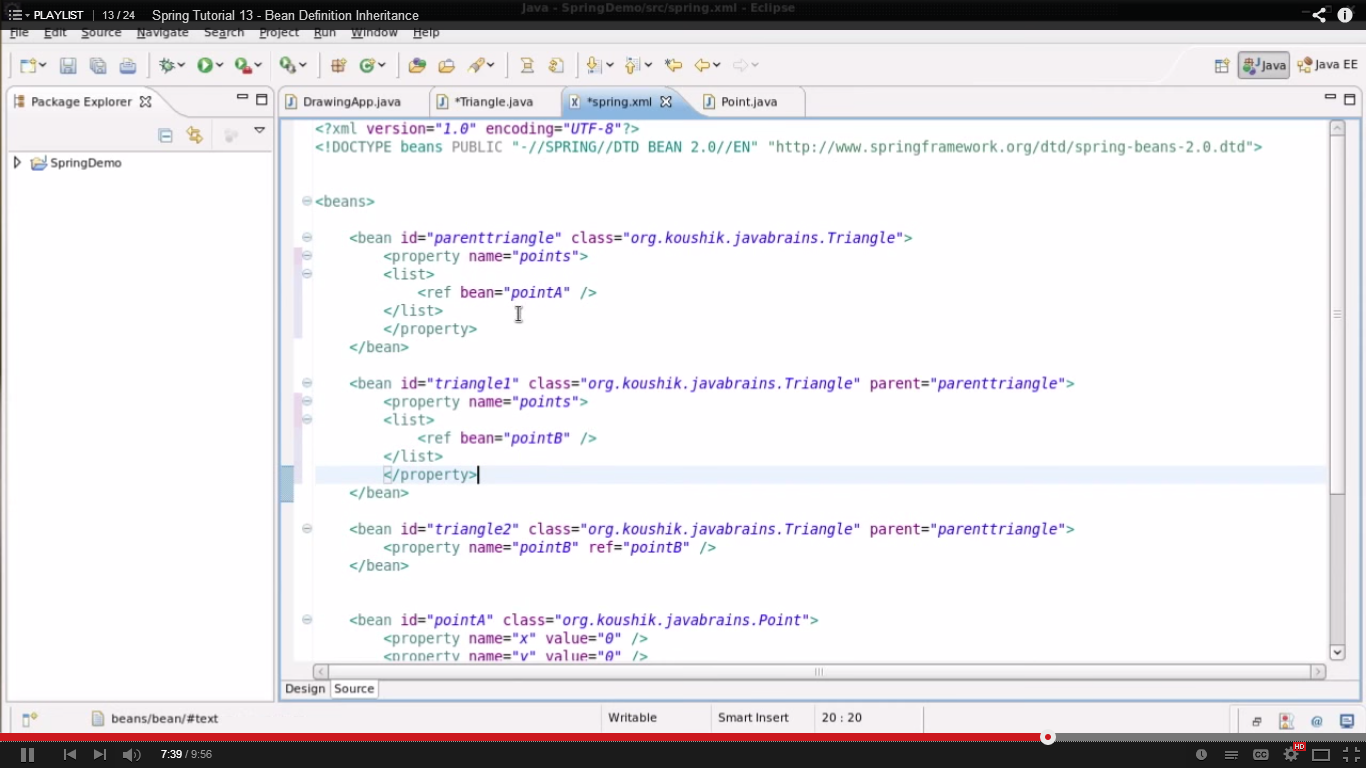 Java - SpringDemo/src/spring.xml - Eclipse
PLAYLIST 13 / 24 Spring Tutorial 13 - Bean Definition Inheritance
File Edit Source Navigate Search Project Run Window Help
Java Java EE
Package Explorer
DrawingApp.java *Triangle.java *spring.xml Point.java
SpringDemo
<?xml version="1.0" encoding="UTF-8"?>
<!DOCTYPE beans PUBLIC "-//SPRING//DTD BEAN 2.0//EN" "http://www.springframework.org/dtd/spring-beans-2.0.dtd">
<beans>
<bean id="parenttriangle" class="org.koushik.javabrains.Triangle">
<property name="points">
<list>
<ref bean="pointA" />
</list>
</property>
</bean>
<bean id="triangle1" class="org.koushik.javabrains.Triangle" parent="parenttriangle">
<property name="points">
<list>
<ref bean="pointB" />
</list>
</property>
</bean>
<bean id="triangle2" class="org.koushik.javabrains.Triangle" parent="parenttriangle">
<property name="pointB" ref="pointB" />
</bean>
<bean id="pointA" class="org.koushik.javabrains.Point">
<property name="x" value="0" />
<property name="y" value="0" />
Design Source
beans/bean/#text Writable Smart Insert 20 : 20
7:39 / 9:56 CC HD